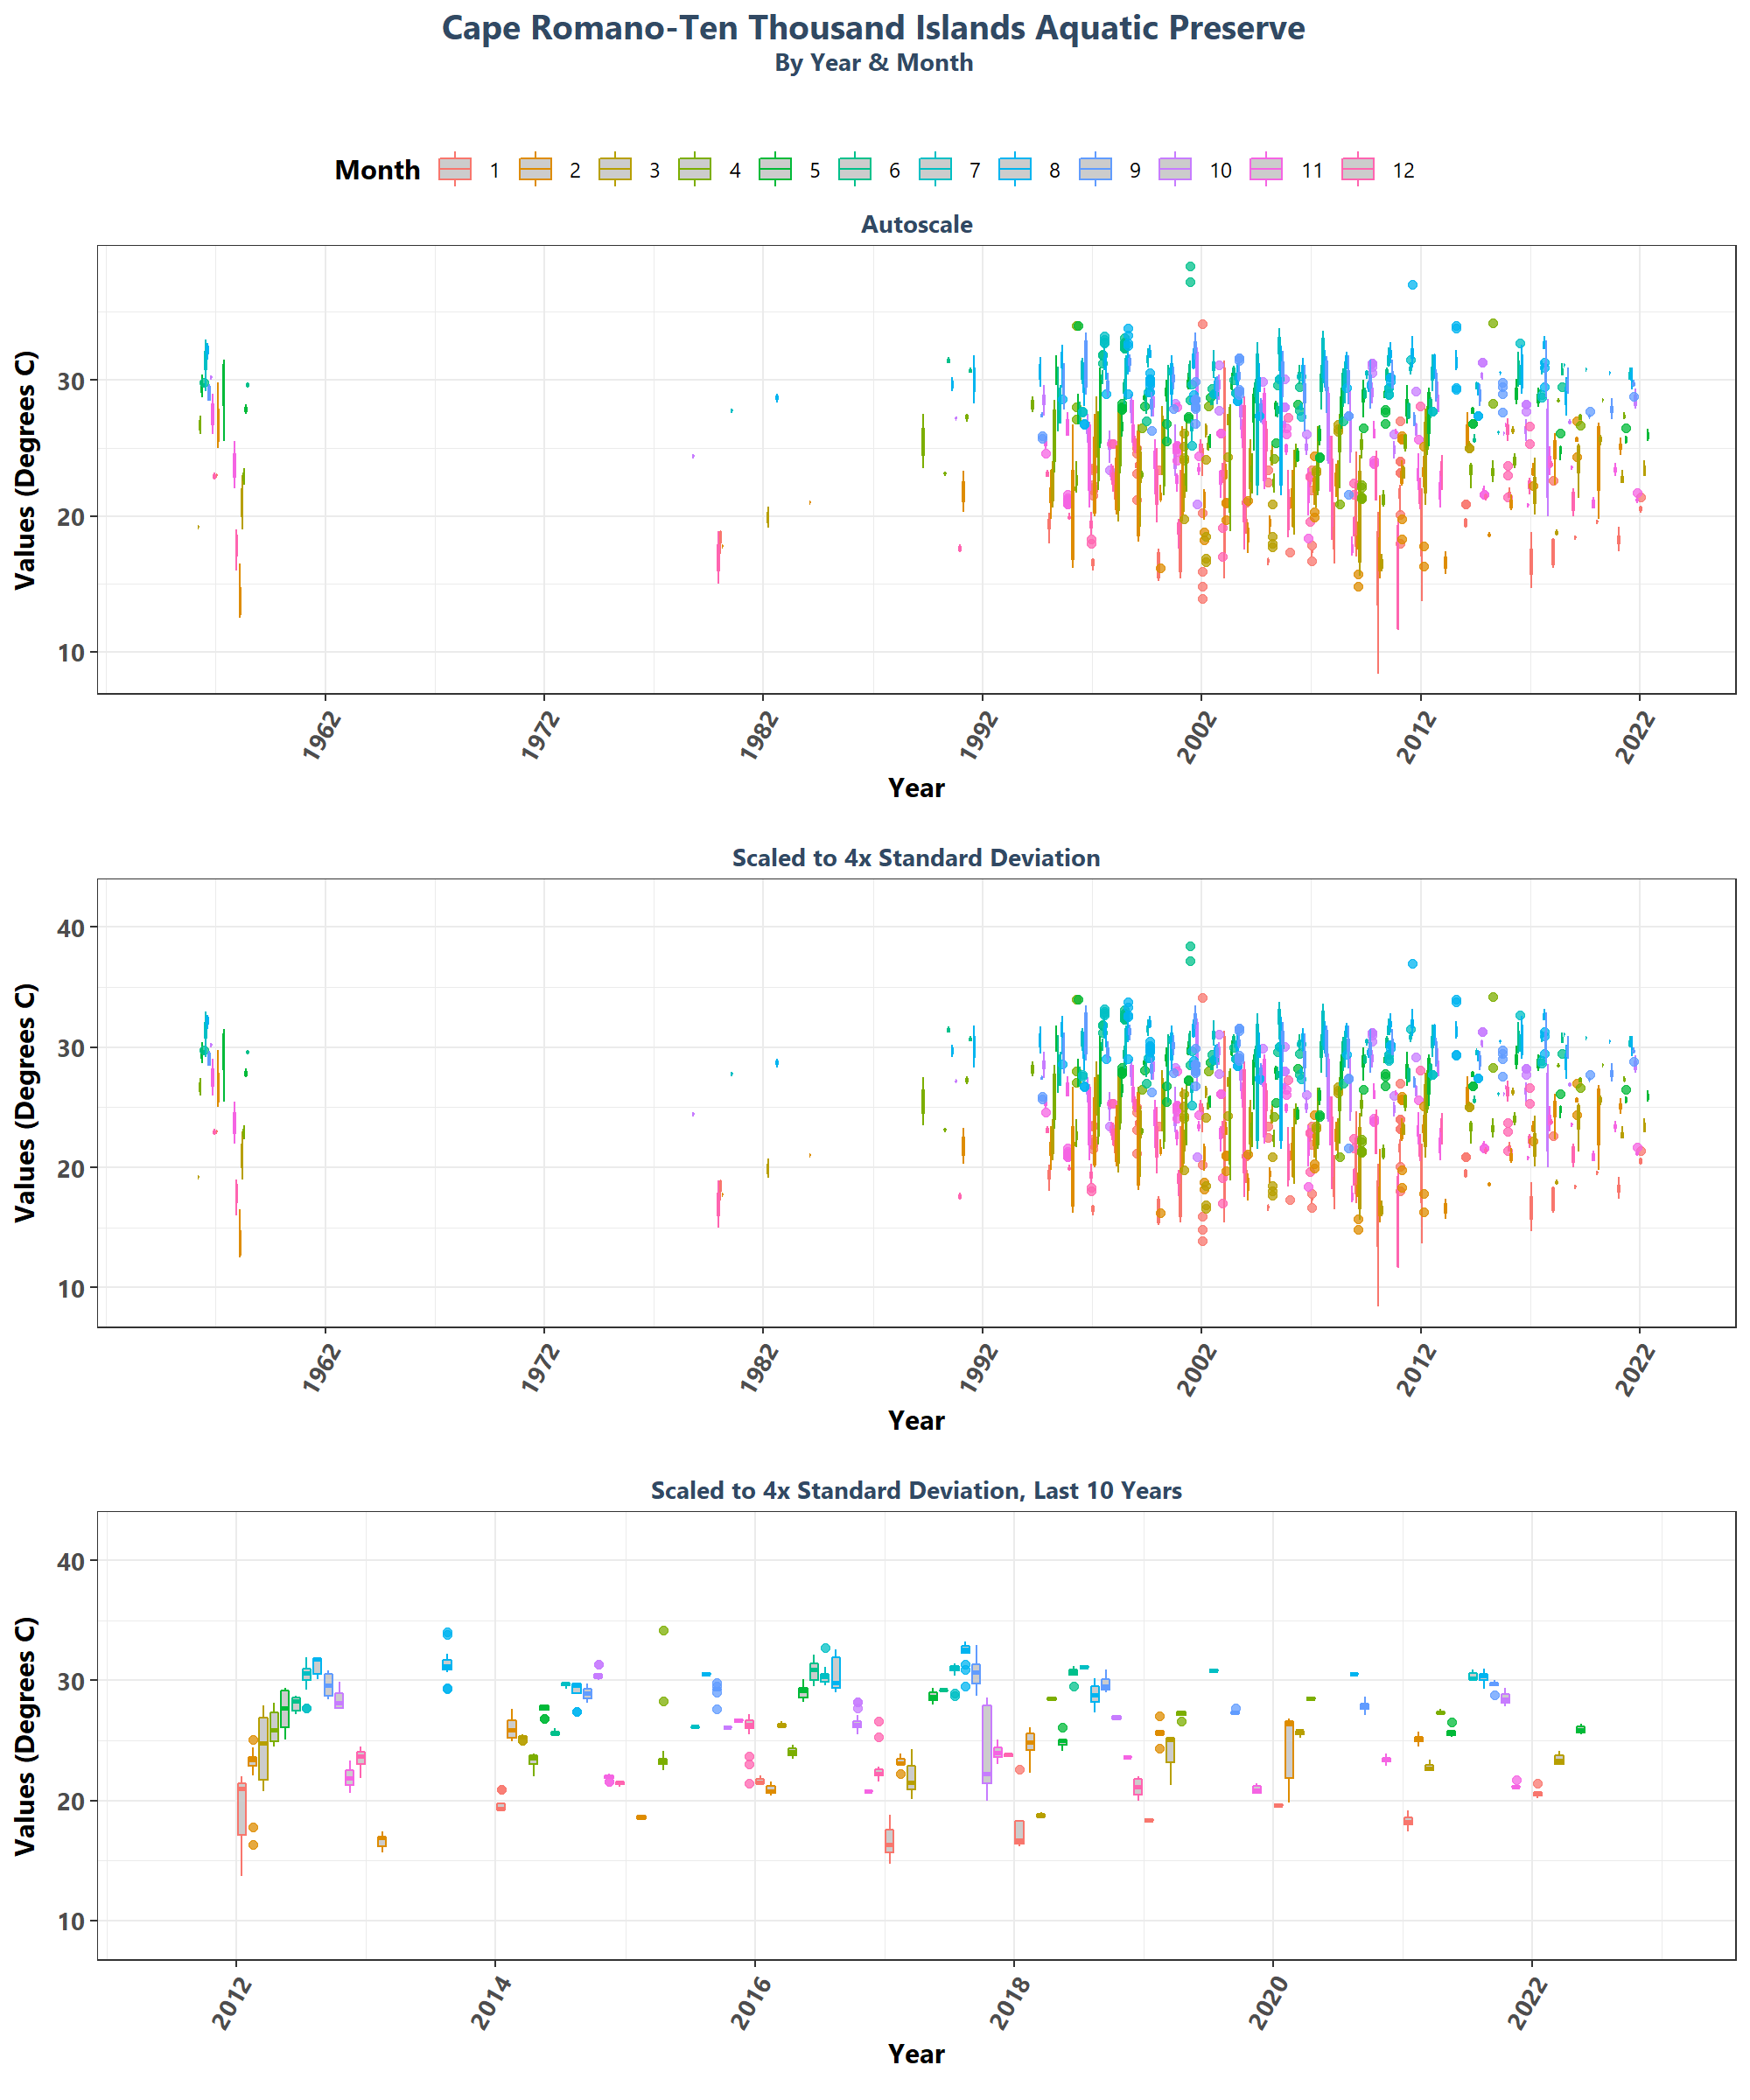 Cape Romano-Ten Thousand Islands Aquatic Preserve
By Year & Month
Month 1 2 3 4 5 6 7 8 9 10 11 12
Autoscale
Values (Degrees C)
30
20
10
1962 1972 1982 1992 2002 2012 2022
Year
Scaled to 4x Standard Deviation
Values (Degrees C)
40
30
20
10
1962 1972 1982 1992 2002 2012 2022
Year
Scaled to 4x Standard Deviation, Last 10 Years
Values (Degrees C)
40
30
20
10
2012 2014 2016 2018 2020 2022
Year